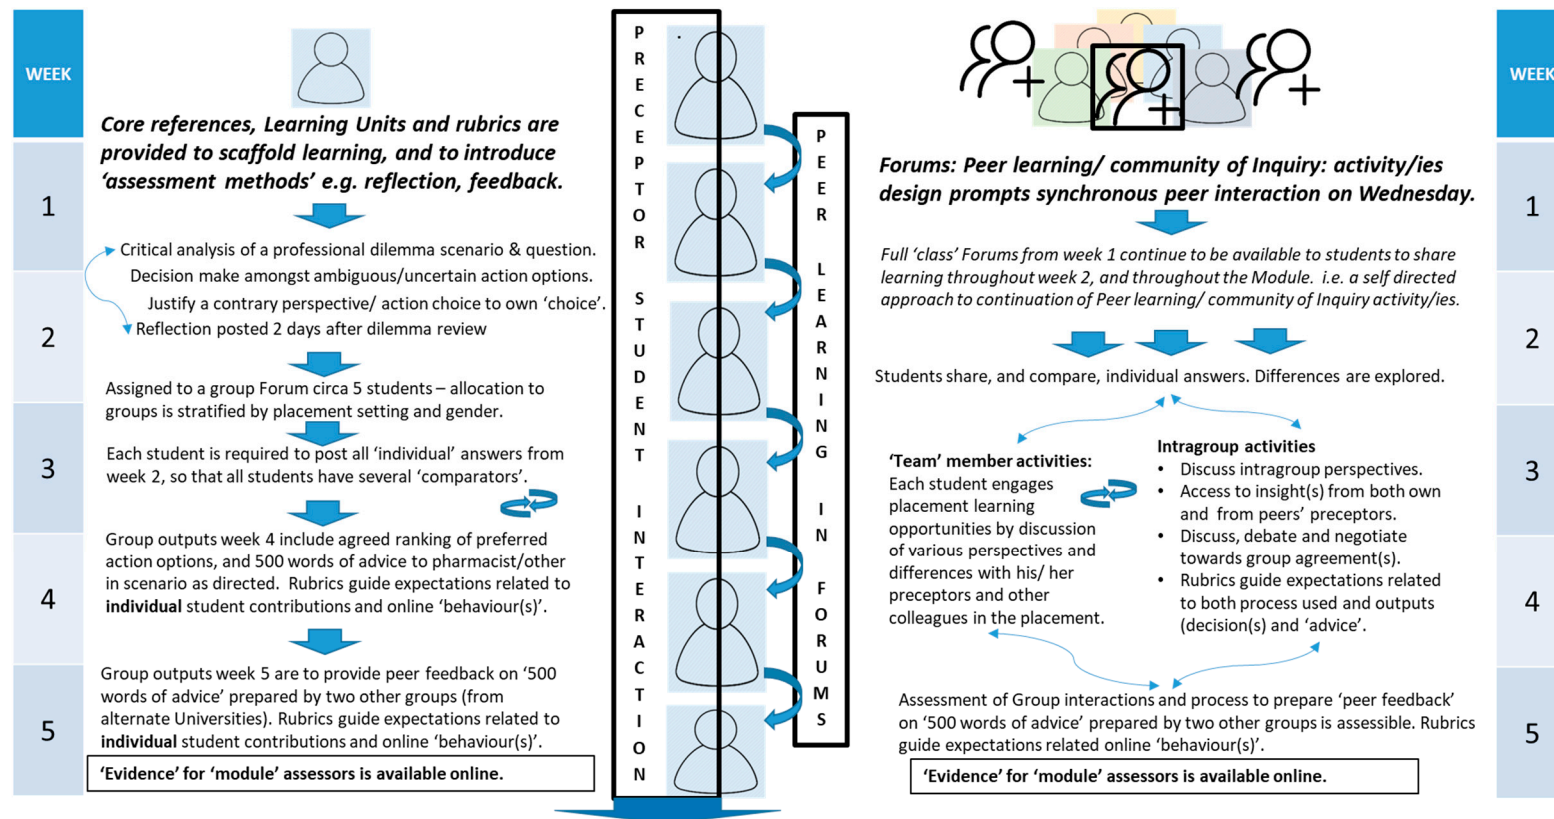 WEEK
1
2
3
4
5
Core references, Learning Units and rubrics are
provided to scaffold learning, and to introduce
‘assessment methods’ e.g. reflection, feedback.
Critical analysis of a professional dilemma scenario & question.
Decision make amongst ambiguous/uncertain action options.
Justify a contrary perspective/ action choice to own ‘choice’.
Reflection posted 2 days after dilemma review
Assigned to a group Forum circa 5 students – allocation to
groups is stratified by placement setting and gender.
Each student is required to post all ‘individual’ answers from
week 2, so that all students have several ‘comparators’.
Group outputs week 4 include agreed ranking of preferred
action options, and 500 words of advice to pharmacist/other
in scenario as directed. Rubrics guide expectations related to
individual student contributions and online ‘behaviour(s)’.
Group outputs week 5 are to provide peer feedback on ‘500
words of advice’ prepared by two other groups (from
alternate Universities). Rubrics guide expectations related to
individual student contributions and online ‘behaviour(s)’.
‘Evidence’ for ‘module’ assessors is available online.
PRECEPTOR STUDENT INTERACTION
PEER LEARNING IN FORUMS
Forums: Peer learning/ community of Inquiry: activity/ies
design prompts synchronous peer interaction on Wednesday.
Full ‘class’ Forums from week 1 continue to be available to students to share
learning throughout week 2, and throughout the Module. i.e. a self directed
approach to continuation of Peer learning/ community of Inquiry activity/ies.
Students share, and compare, individual answers. Differences are explored.
‘Team’ member activities:
Each student engages
placement learning
opportunities by discussion
of various perspectives and
differences with his/ her
preceptors and other
colleagues in the placement.
Intragroup activities
• Discuss intragroup perspectives.
• Access to insight(s) from both own
and from peers’ preceptors.
• Discuss, debate and negotiate
towards group agreement(s).
• Rubrics guide expectations related
to both process used and outputs
(decision(s) and ‘advice’.
Assessment of Group interactions and process to prepare ‘peer feedback’
on ‘500 words of advice’ prepared by two other groups is assessible. Rubrics
guide expectations related online ‘behaviour(s)’.
‘Evidence’ for ‘module’ assessors is available online.
WEEK
1
2
3
4
5